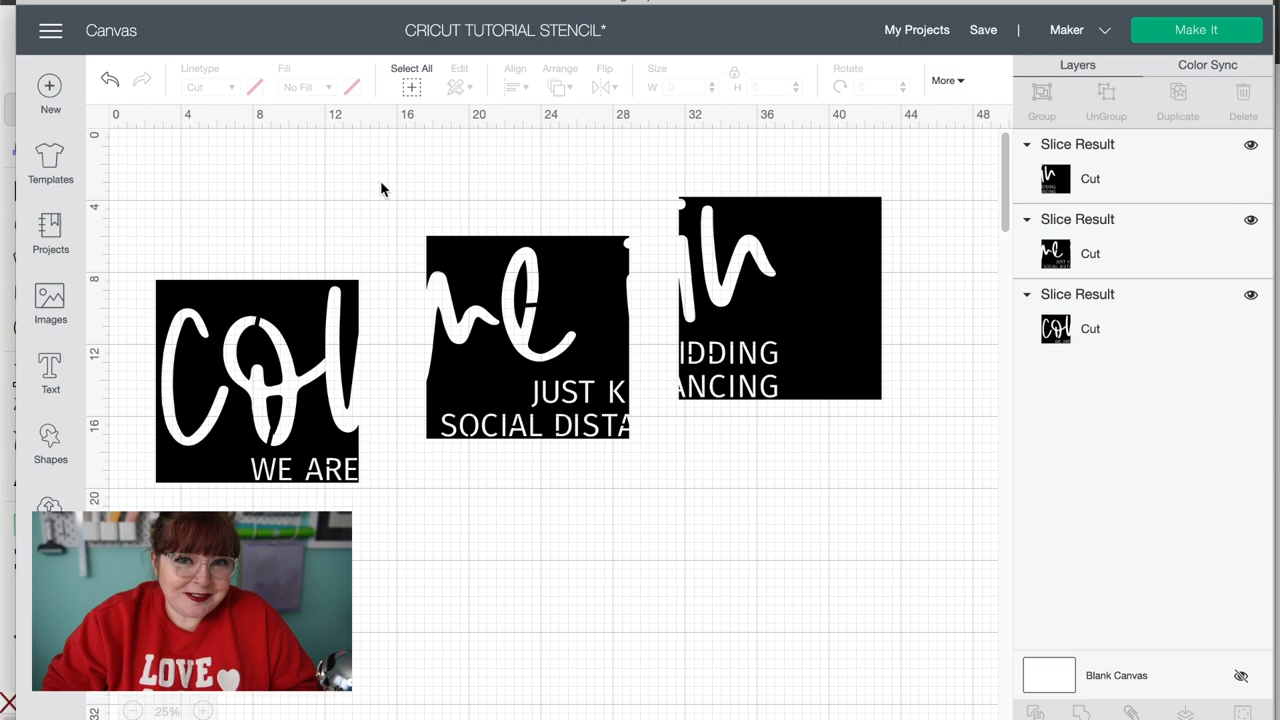 Canvas
CRICUT TUTORIAL STENCIL*
My Projects Save | Maker Make It
New
Templates
Projects
Images
Text
Shapes
Linetype
Cut
Fill
No Fill
Select All
Edit
Align
Arrange
Flip
Size
W 0 H 0
Rotate
0
More
0 4 8 12 16 20 24 28 32 36 40 44 48
0
4
8
12
16
20
32
WE ARE
JUST K
SOCIAL DISTA
IDDING
ANCING
Layers Color Sync
Group UnGroup Duplicate Delete
Slice Result
Cut
Slice Result
Cut
Slice Result
Cut
Blank Canvas
LOVE
25%